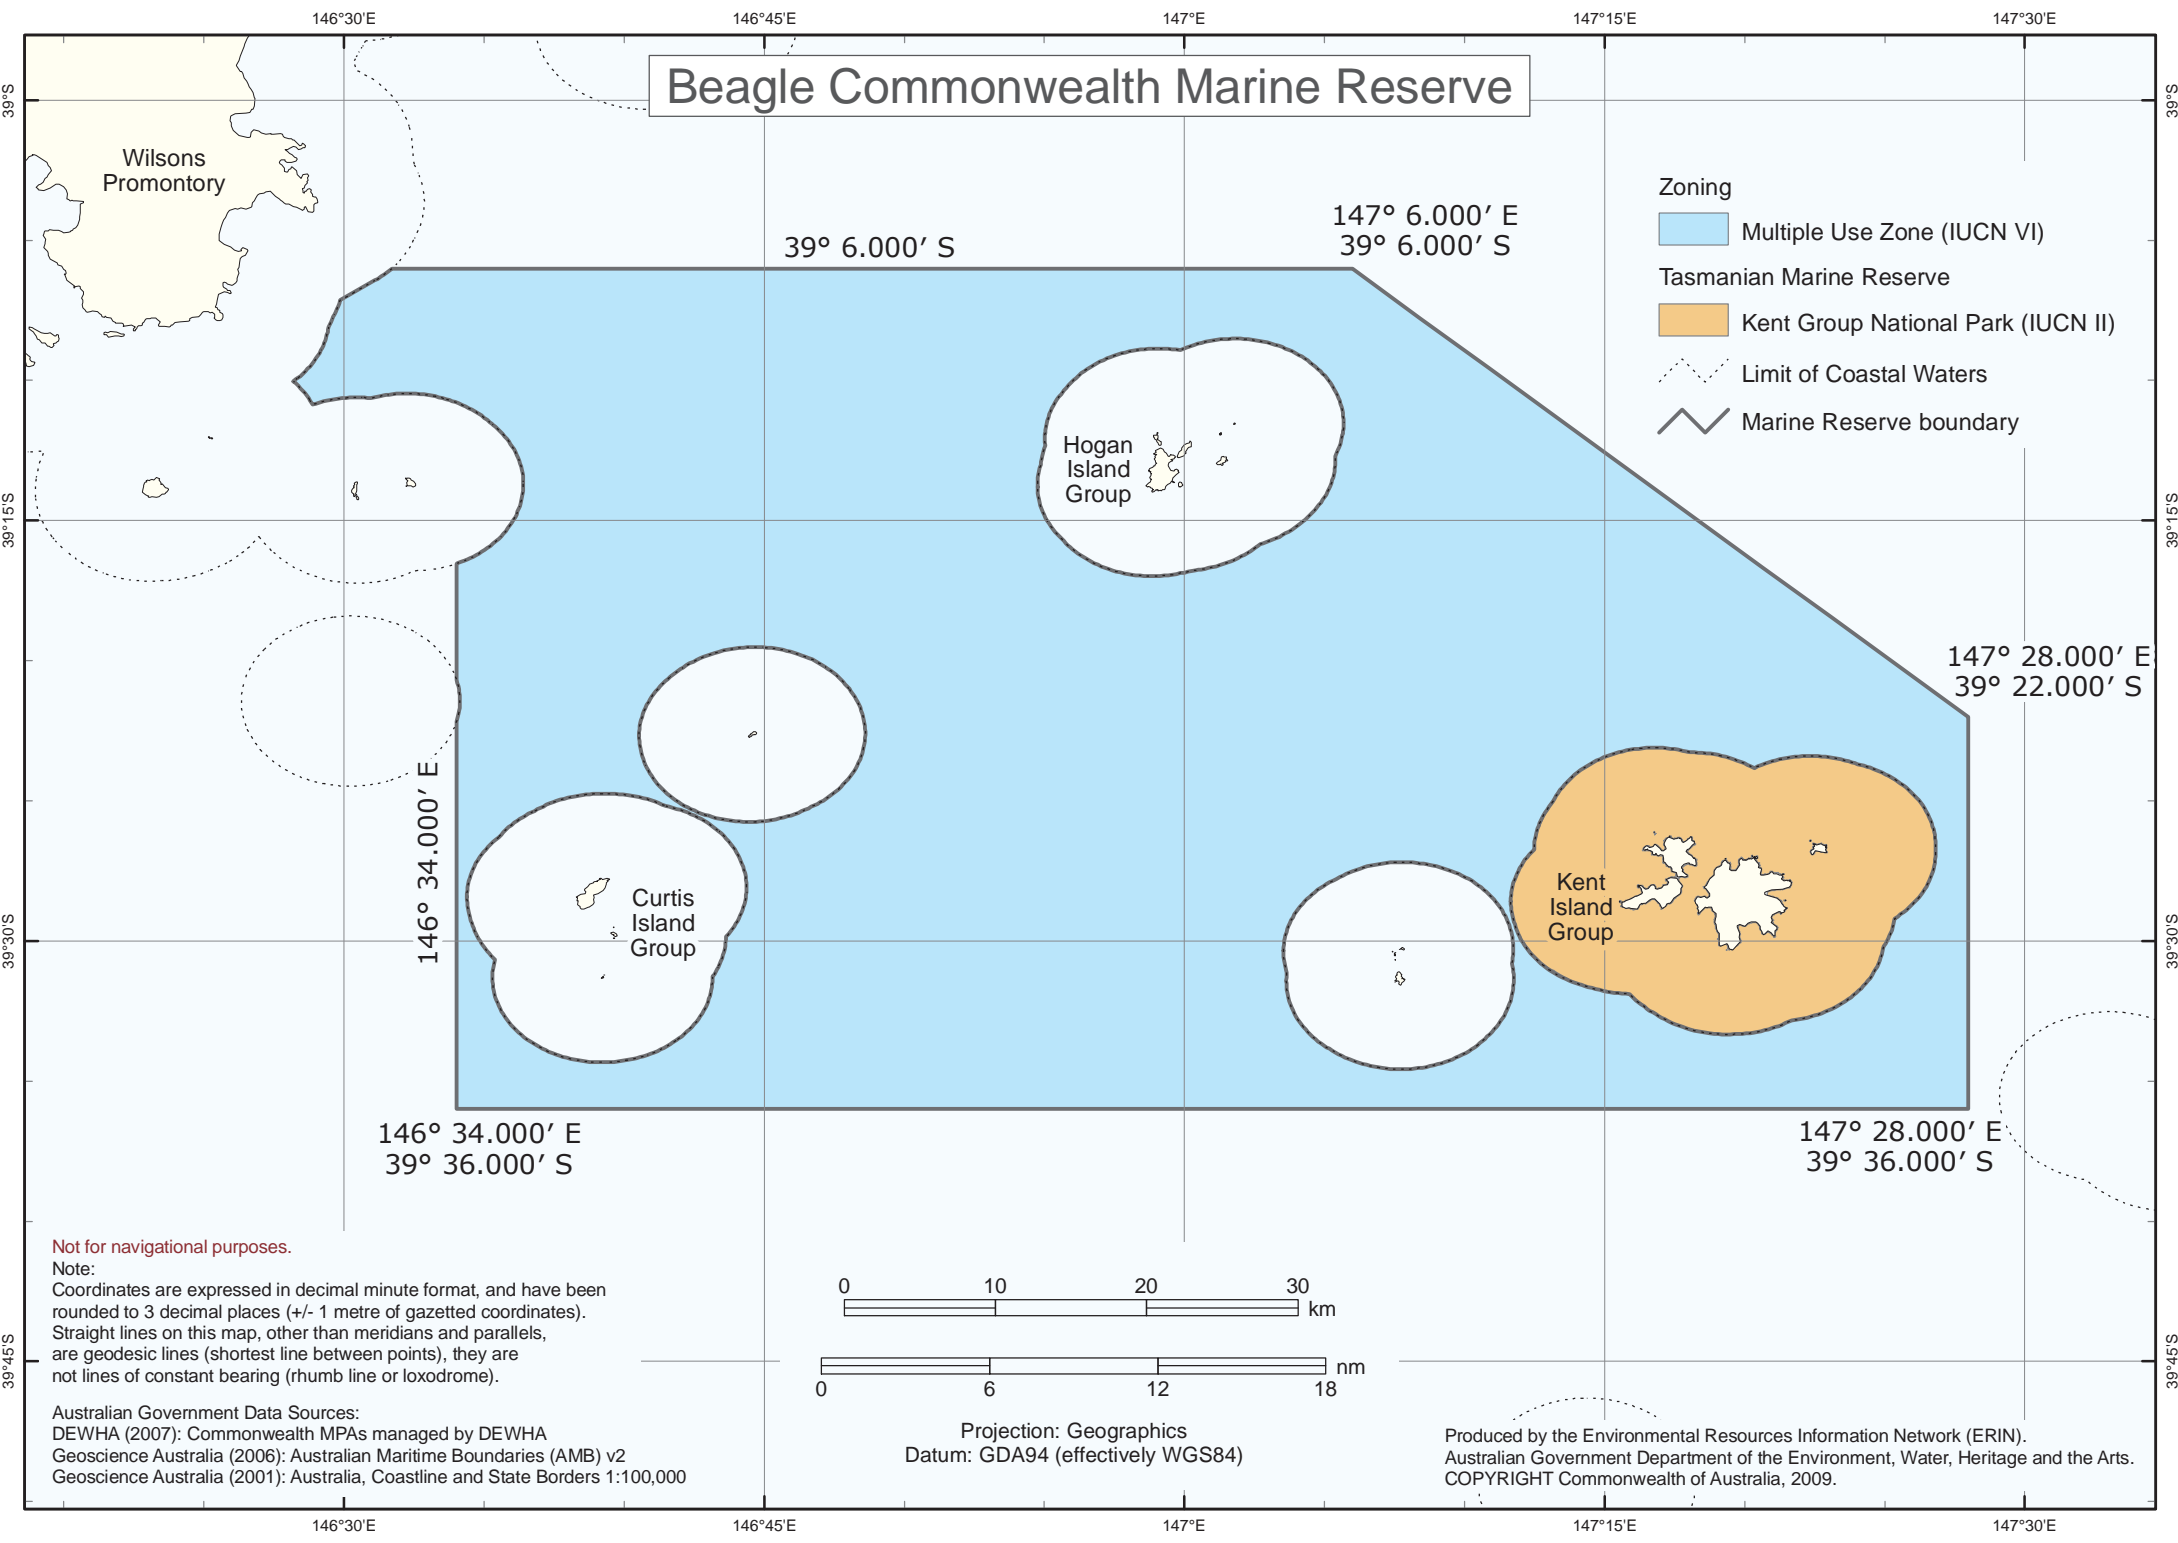 146°30'E
146°45'E
147°E
147°15'E
147°30'E
Beagle Commonwealth Marine Reserve
39°S
39°S
Wilsons
Promontory
Zoning
Multiple Use Zone (IUCN VI)
Tasmanian Marine Reserve
Kent Group National Park (IUCN II)
Limit of Coastal Waters
Marine Reserve boundary
39° 6.000′ S
147° 6.000′ E
39° 6.000′ S
Hogan
Island
Group
39°15'S
39°15'S
147° 28.000′ E
39° 22.000′ S
146° 34.000′ E
Curtis
Island
Group
Kent
Island
Group
39°30'S
39°30'S
146° 34.000′ E
39° 36.000′ S
147° 28.000′ E
39° 36.000′ S
Not for navigational purposes.
Note:
Coordinates are expressed in decimal minute format, and have been
rounded to 3 decimal places (+/- 1 metre of gazetted coordinates).
Straight lines on this map, other than meridians and parallels,
are geodesic lines (shortest line between points), they are
not lines of constant bearing (rhumb line or loxodrome).
Australian Government Data Sources:
DEWHA (2007): Commonwealth MPAs managed by DEWHA
Geoscience Australia (2006): Australian Maritime Boundaries (AMB) v2
Geoscience Australia (2001): Australia, Coastline and State Borders 1:100,000
0 10 20 30
km
nm
0 6 12 18
Projection: Geographics
Datum: GDA94 (effectively WGS84)
39°45'S
39°45'S
Produced by the Environmental Resources Information Network (ERIN).
Australian Government Department of the Environment, Water, Heritage and the Arts.
COPYRIGHT Commonwealth of Australia, 2009.
146°30'E
146°45'E
147°E
147°15'E
147°30'E